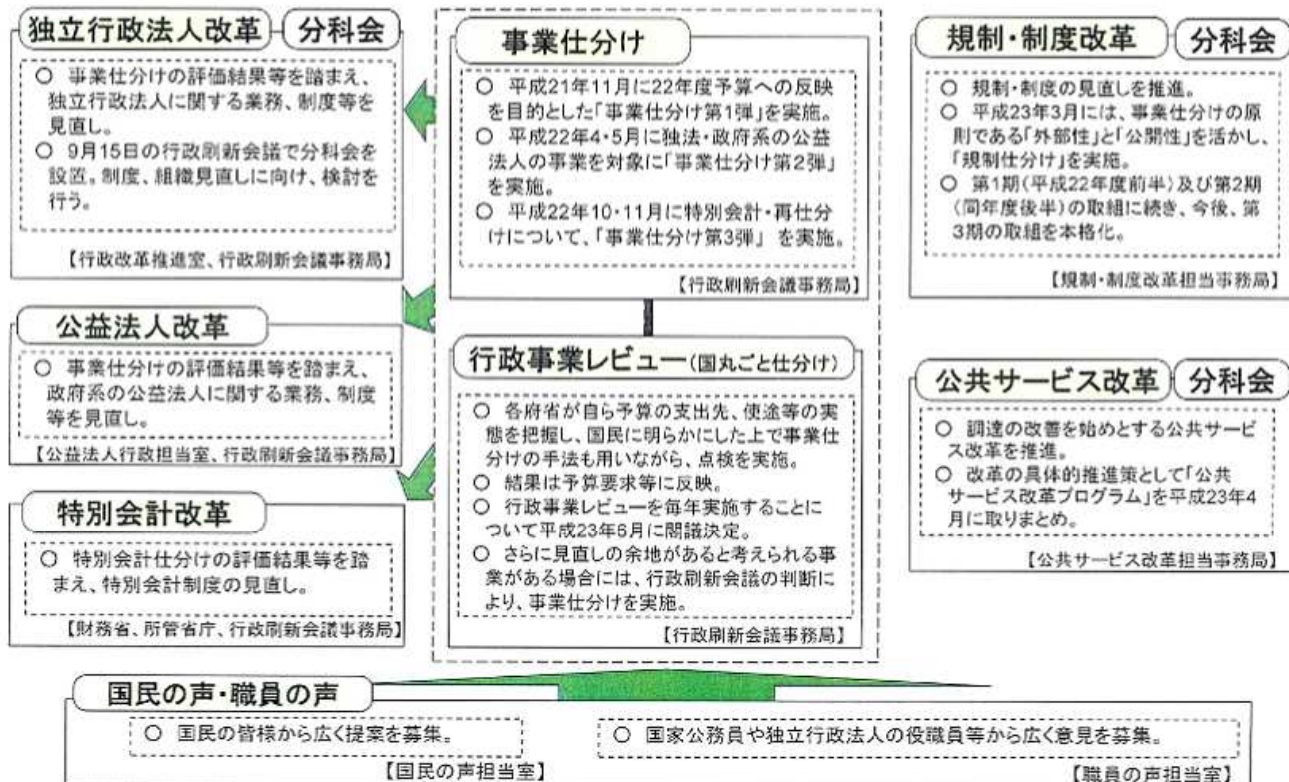 独立行政法人改革 分科会
○ 事業仕分けの評価結果等を踏まえ、
独立行政法人に関する業務、制度等を
見直し。
○ 9月15日の行政刷新会議で分科会を
設置。制度、組織見直しに向け、検討を
行う。
【行政改革推進室、行政刷新会議事務局】
公益法人改革
○ 事業仕分けの評価結果等を踏まえ、
政府系の公益法人に関する業務、制度
等を見直し。
【公益法人行政担当室、行政刷新会議事務局】
特別会計改革
○ 特別会計仕分けの評価結果等を踏
まえ、特別会計制度の見直し。
【財務省、所管省庁、行政刷新会議事務局】
事業仕分け
○ 平成21年11月に22年度予算への反映
を目的とした「事業仕分け第1弾」を実施。
○ 平成22年4・5月に独法・政府系の公益
法人の事業を対象に「事業仕分け第2弾」
を実施。
○ 平成22年10・11月に特別会計・再仕分
けについて、「事業仕分け第3弾」 を実施。
【行政刷新会議事務局】
行政事業レビュー(国丸ごと仕分け)
○ 各府省が自ら予算の支出先、使途等の実
態を把握し、国民に明らかにした上で事業仕
分けの手法も用いながら、点検を実施。
○ 結果は予算要求等に反映。
○ 行政事業レビューを毎年実施することに
ついて平成23年6月に閣議決定。
○ さらに見直しの余地があると考えられる事
業がある場合には、行政刷新会議の判断に
より、事業仕分けを実施。
【行政刷新会議事務局】
規制・制度改革 分科会
○ 規制・制度の見直しを推進。
○ 平成23年3月には、事業仕分けの原
則である「外部性」と「公開性」を活かし、
「規制仕分け」を実施。
○ 第1期(平成22年度前半)及び第2期
(同年度後半)の取組に続き、今後、第
3期の取組を本格化。
【規制・制度改革担当事務局】
公共サービス改革 分科会
○ 調達の改善を始めとする公共サービ
ス改革を推進。
○ 改革の具体的推進策として「公共
サービス改革プログラム」を平成23年4
月に取りまとめ。
【公共サービス改革担当事務局】
国民の声・職員の声
○ 国民の皆様から広く提案を募集。
【国民の声担当室】
○ 国家公務員や独立行政法人の役職員等から広く意見を募集。
【職員の声担当室】